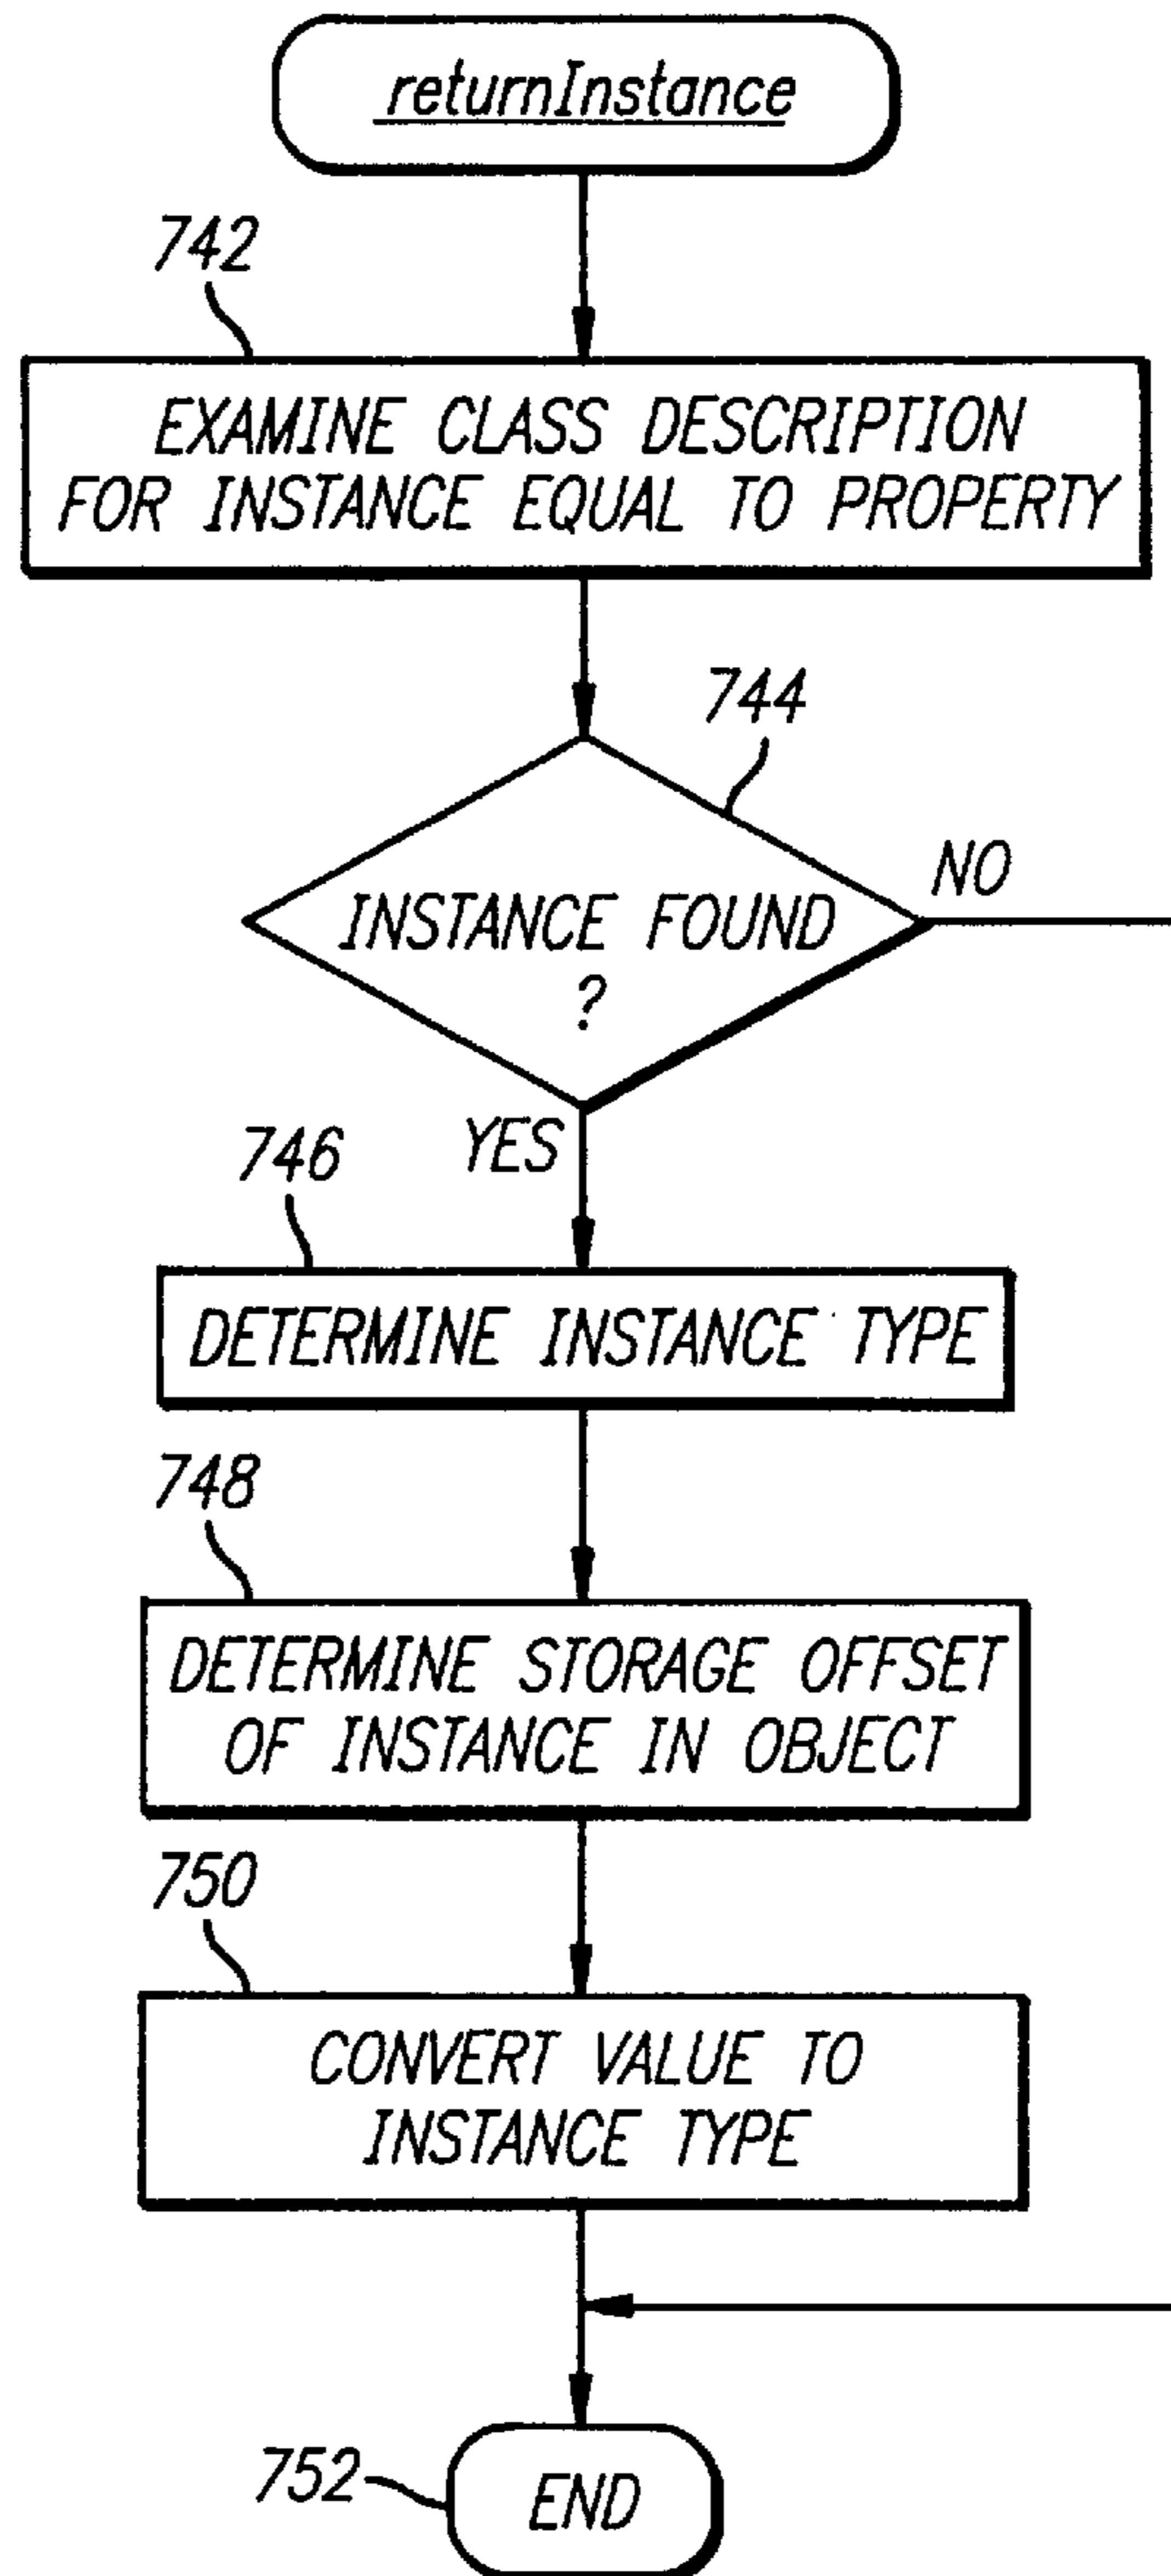 returnInstance
742
EXAMINE CLASS DESCRIPTION
FOR INSTANCE EQUAL TO PROPERTY
744
NO
INSTANCE FOUND
?
YES
746
DETERMINE INSTANCE TYPE
748
DETERMINE STORAGE OFFSET
OF INSTANCE IN OBJECT
750
CONVERT VALUE TO
INSTANCE TYPE
752
END